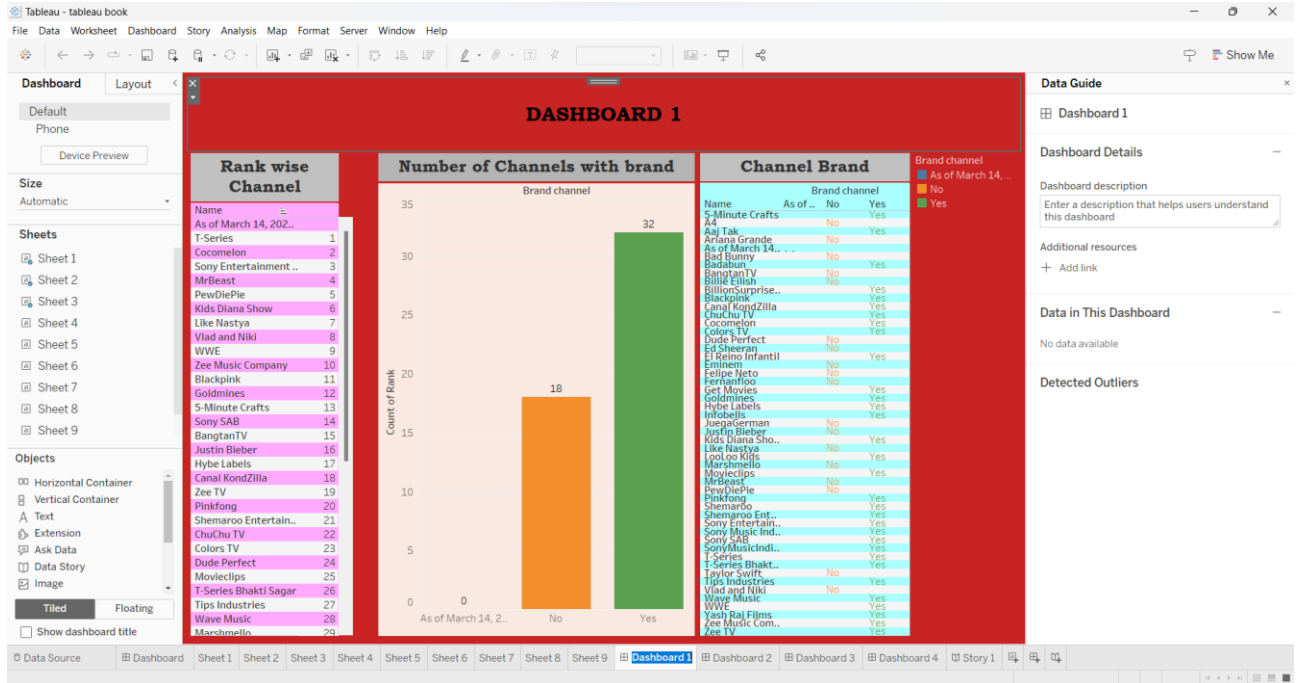 Tableau - tableau book
File Data Worksheet Dashboard Story Analysis Map Format Server Window Help
Show Me
Dashboard Layout
Default
Phone
Device Preview
Size
Automatic
Sheets
Sheet 1
Sheet 2
Sheet 3
Sheet 4
Sheet 5
Sheet 6
Sheet 7
Sheet 8
Sheet 9
Objects
Horizontal Container
Vertical Container
Text
Extension
Ask Data
Data Story
Image
Tiled Floating
Show dashboard title
DASHBOARD 1
Rank wise
Channel
Name
As of March 14, 202..
T-Series 1
Cocomelon 2
Sony Entertainment .. 3
MrBeast 4
PewDiePie 5
Kids Diana Show 6
Like Nastya 7
Vlad and Niki 8
WWE 9
Zee Music Company 10
Blackpink 11
Goldmines 12
5-Minute Crafts 13
Sony SAB 14
BangtanTV 15
Justin Bieber 16
Hybe Labels 17
Canal KondZilla 18
Zee TV 19
Pinkfong 20
Shemaroo Entertain.. 21
ChuChu TV 22
Colors TV 23
Dude Perfect 24
Movieclips 25
T-Series Bhakti Sagar 26
Tips Industries 27
Wave Music 28
Marshmello 29
Number of Channels with brand
Brand channel
35
30
25
20
15
10
5
0
Count of Rank
0
18
32
As of March 14, 2.. No Yes
Channel Brand
Brand channel
Name As of .. No Yes
5-Minute Crafts Yes
A4 No
Aaj Tak Yes
Ariana Grande No
As of March 14.. . .
Bad Bunny No
Badabun Yes
BangtanTV No
Billie Eilish No
BillionSurprise.. Yes
Blackpink Yes
Canal KondZilla Yes
ChuChu TV Yes
Cocomelon Yes
Colors TV Yes
Dude Perfect No
Ed Sheeran No
El Reino Infantil Yes
Eminem No
Felipe Neto No
Fernanfloo No
Get Movies Yes
Goldmines Yes
Hybe Labels Yes
Infobells Yes
JuegaGerman No
Justin Bieber No
Kids Diana Sho.. Yes
Like Nastya No
LooLoo Kids Yes
Marshmello No
Movieclips Yes
MrBeast No
PewDiePie No
Pinkfong Yes
Shemaroo Yes
Shemaroo Ent.. Yes
Sony Entertain.. Yes
Sony Music Ind.. Yes
Sony SAB Yes
SonyMusicIndi.. Yes
T-Series Yes
T-Series Bhakt.. Yes
Taylor Swift No
Tips Industries Yes
Vlad and Niki No
Wave Music Yes
WWE Yes
Yash Raj Films Yes
Zee Music Com.. Yes
Zee TV Yes
Brand channel
As of March 14, ..
No
Yes
Data Guide
Dashboard 1
Dashboard Details
Dashboard description
Enter a description that helps users understand
this dashboard
Additional resources
Add link
Data in This Dashboard
No data available
Detected Outliers
Data Source Dashboard Sheet 1 Sheet 2 Sheet 3 Sheet 4 Sheet 5 Sheet 6 Sheet 7 Sheet 8 Sheet 9 Dashboard 1 Dashboard 2 Dashboard 3 Dashboard 4 Story 1